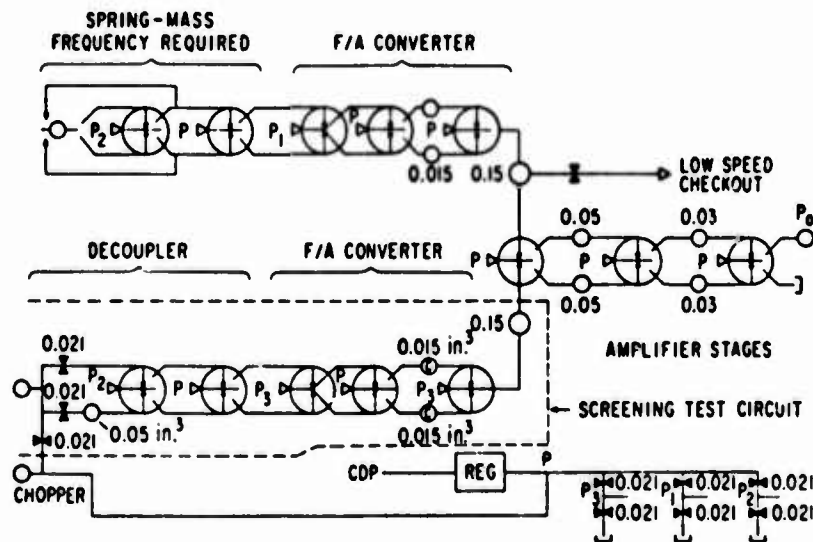 SPRING-MASS
FREQUENCY REQUIRED
F/A CONVERTER
P2 P P1 P P
0.015 0.15
LOW SPEED
CHECKOUT
0.05 0.03 P0
P P P
0.05 0.03
DECOUPLER F/A CONVERTER
0.15
0.021 0.015 in.3
AMPLIFIER STAGES
P2 P P3 P P3
0.021
0.05 in.3 0.015 in.3
SCREENING TEST CIRCUIT
0.021
CHOPPER
CDP REG P
P3 0.021 P1 0.021 P2 0.021
0.021 0.021 0.021